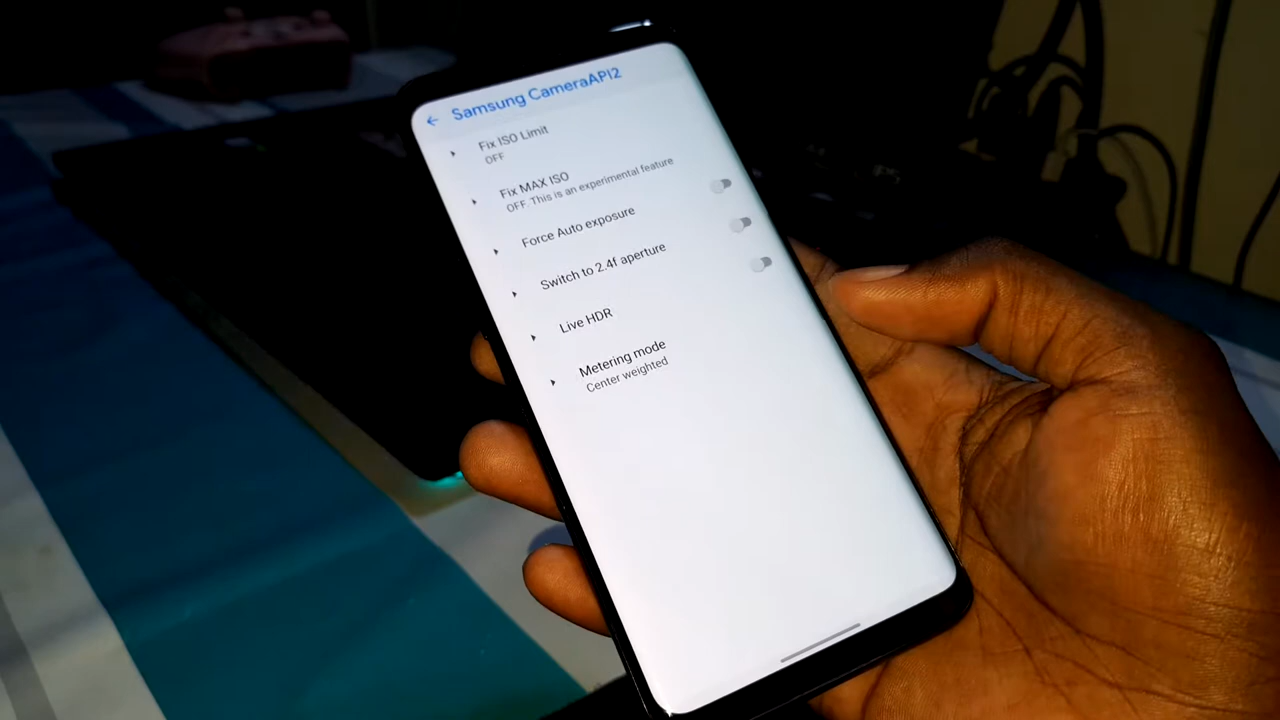 Samsung CameraAPI2
Fix ISO Limit
OFF
Fix MAX ISO
OFF. This is an experimental feature
Force Auto exposure
Switch to 2.4f aperture
Live HDR
Metering mode
Center weighted